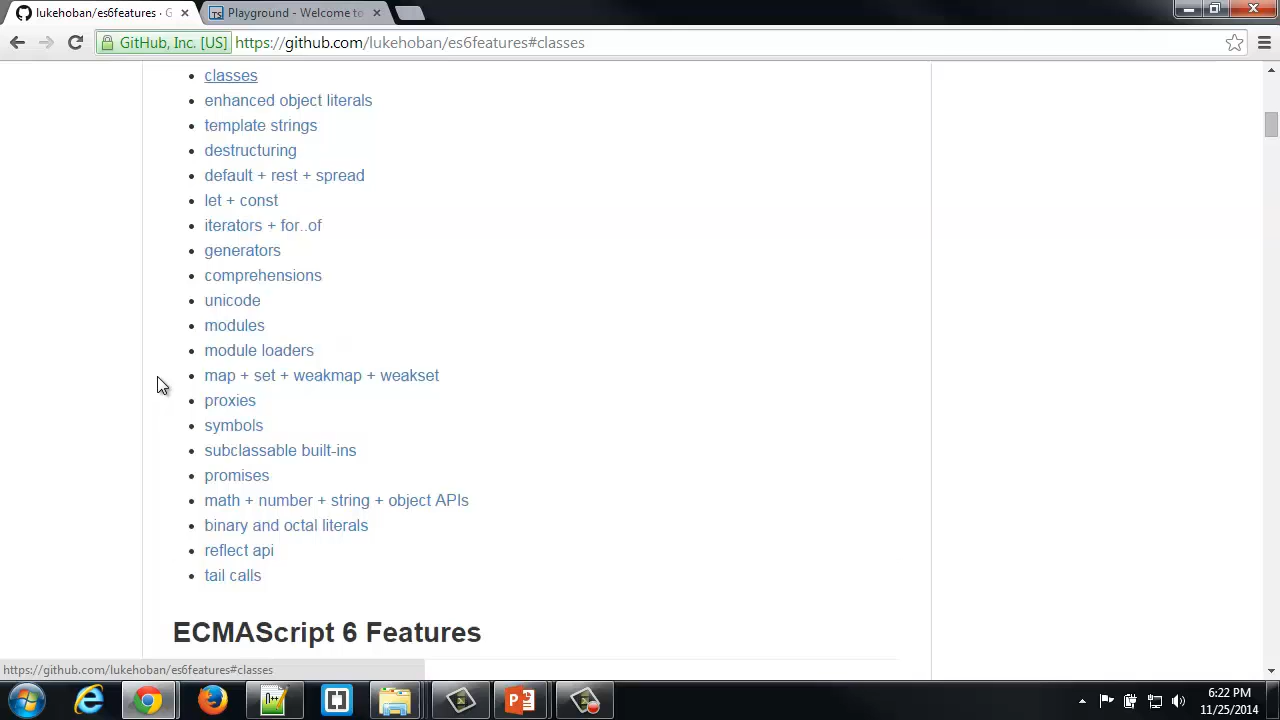 lukehoban/es6features · G
Playground - Welcome to
GitHub, Inc. [US]
https://github.com/lukehoban/es6features#classes
classes
enhanced object literals
template strings
destructuring
default + rest + spread
let + const
iterators + for..of
generators
comprehensions
unicode
modules
module loaders
map + set + weakmap + weakset
proxies
symbols
subclassable built-ins
promises
math + number + string + object APIs
binary and octal literals
reflect api
tail calls
ECMAScript 6 Features
https://github.com/lukehoban/es6features#classes
6:22 PM
11/25/2014